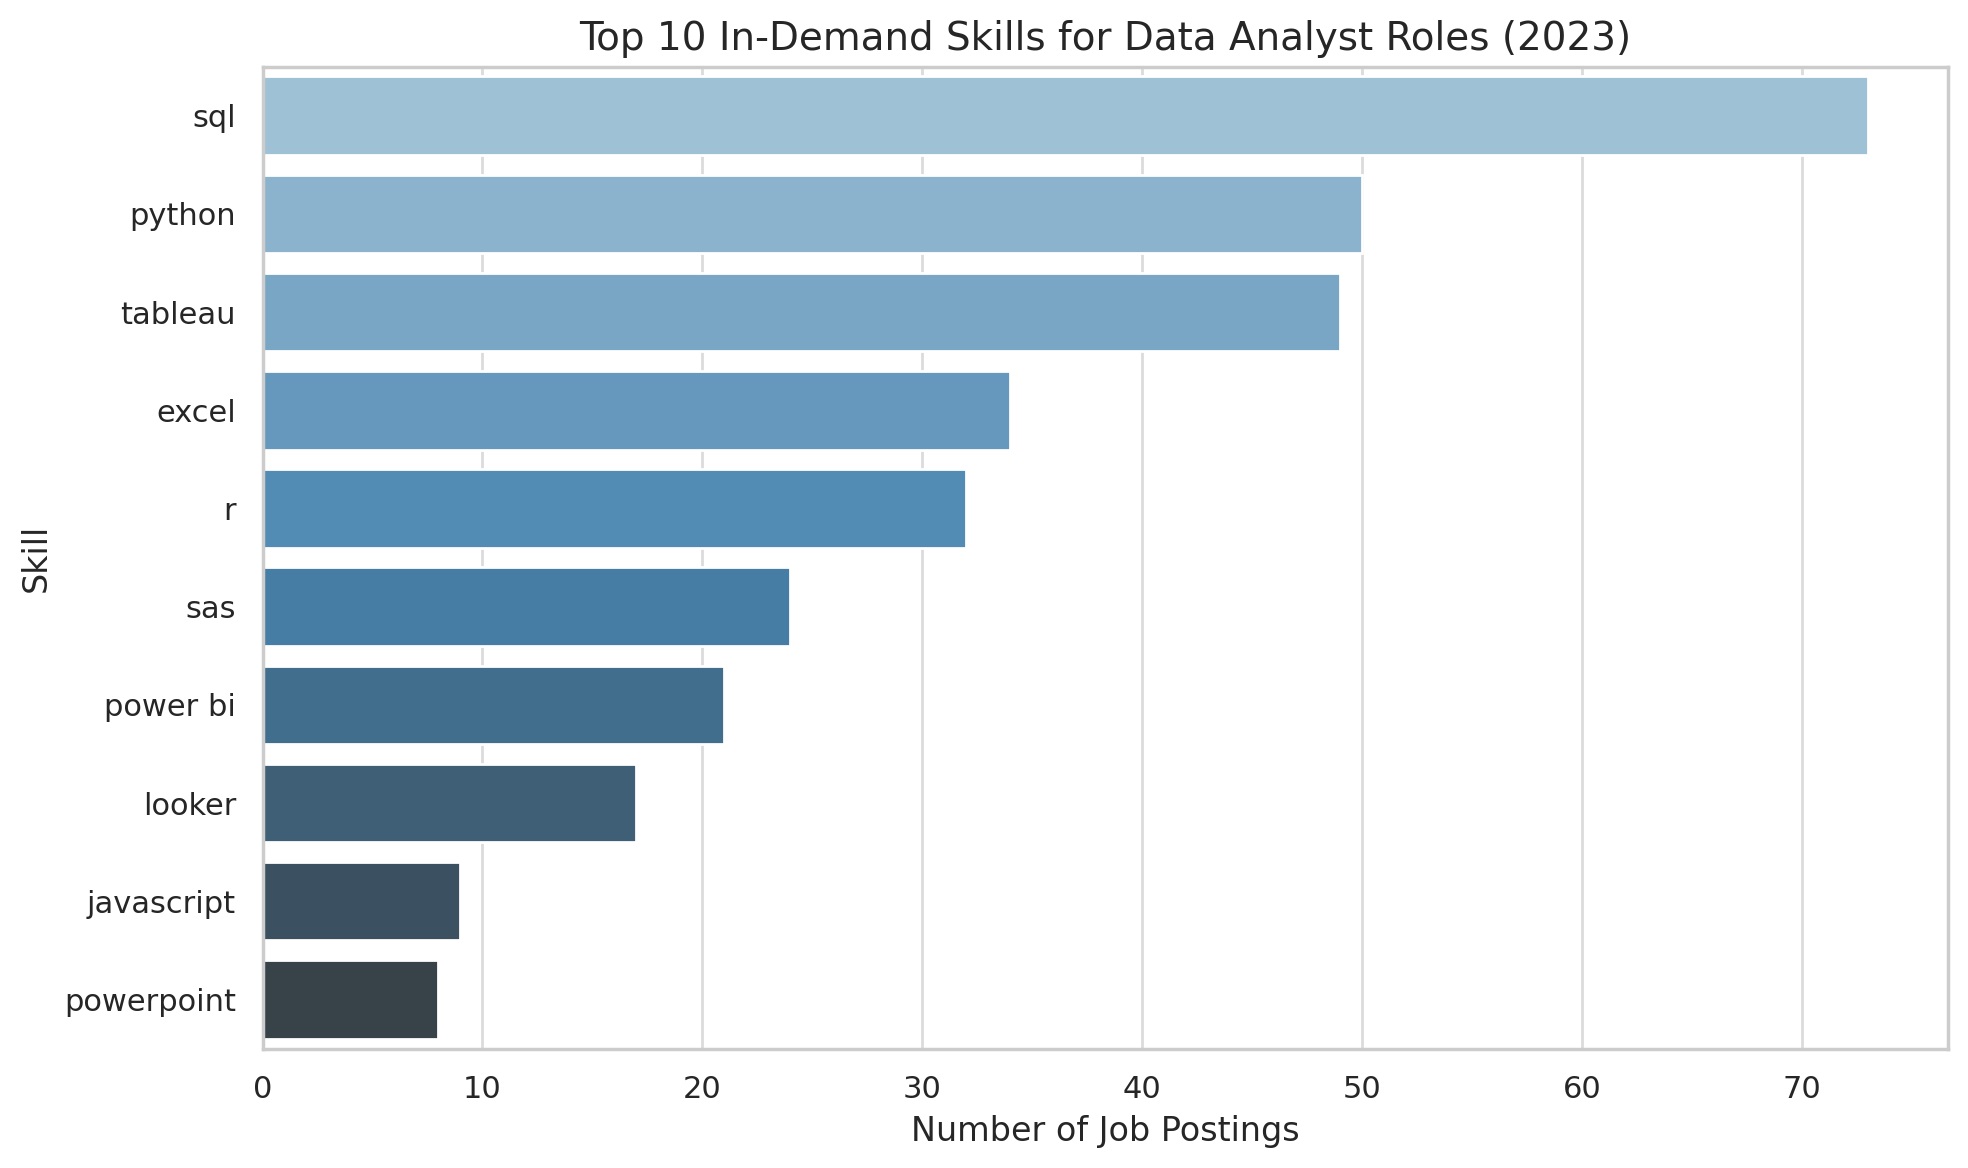 Top 10 In-Demand Skills for Data Analyst Roles (2023)
Skill
sql
python
tableau
excel
r
sas
power bi
looker
javascript
powerpoint
0 10 20 30 40 50 60 70
Number of Job Postings